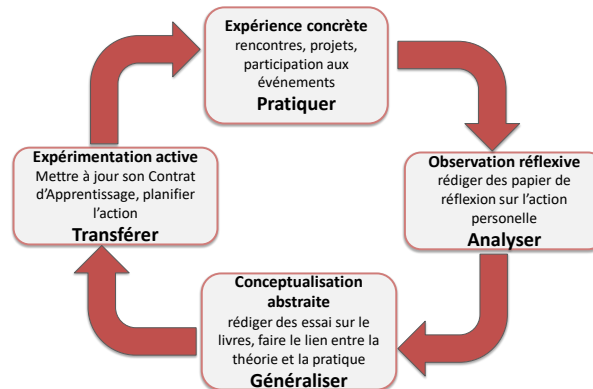 Expérience concrète
rencontres, projets,
participation aux
événements
Pratiquer
Observation réflexive
rédiger des papier de
réflexion sur l'action
personelle
Analyser
Conceptualisation
abstraite
rédiger des essai sur le
livres, faire le lien entre la
théorie et la pratique
Généraliser
Expérimentation active
Mettre à jour son Contrat
d'Apprentissage, planifier
l'action
Transférer